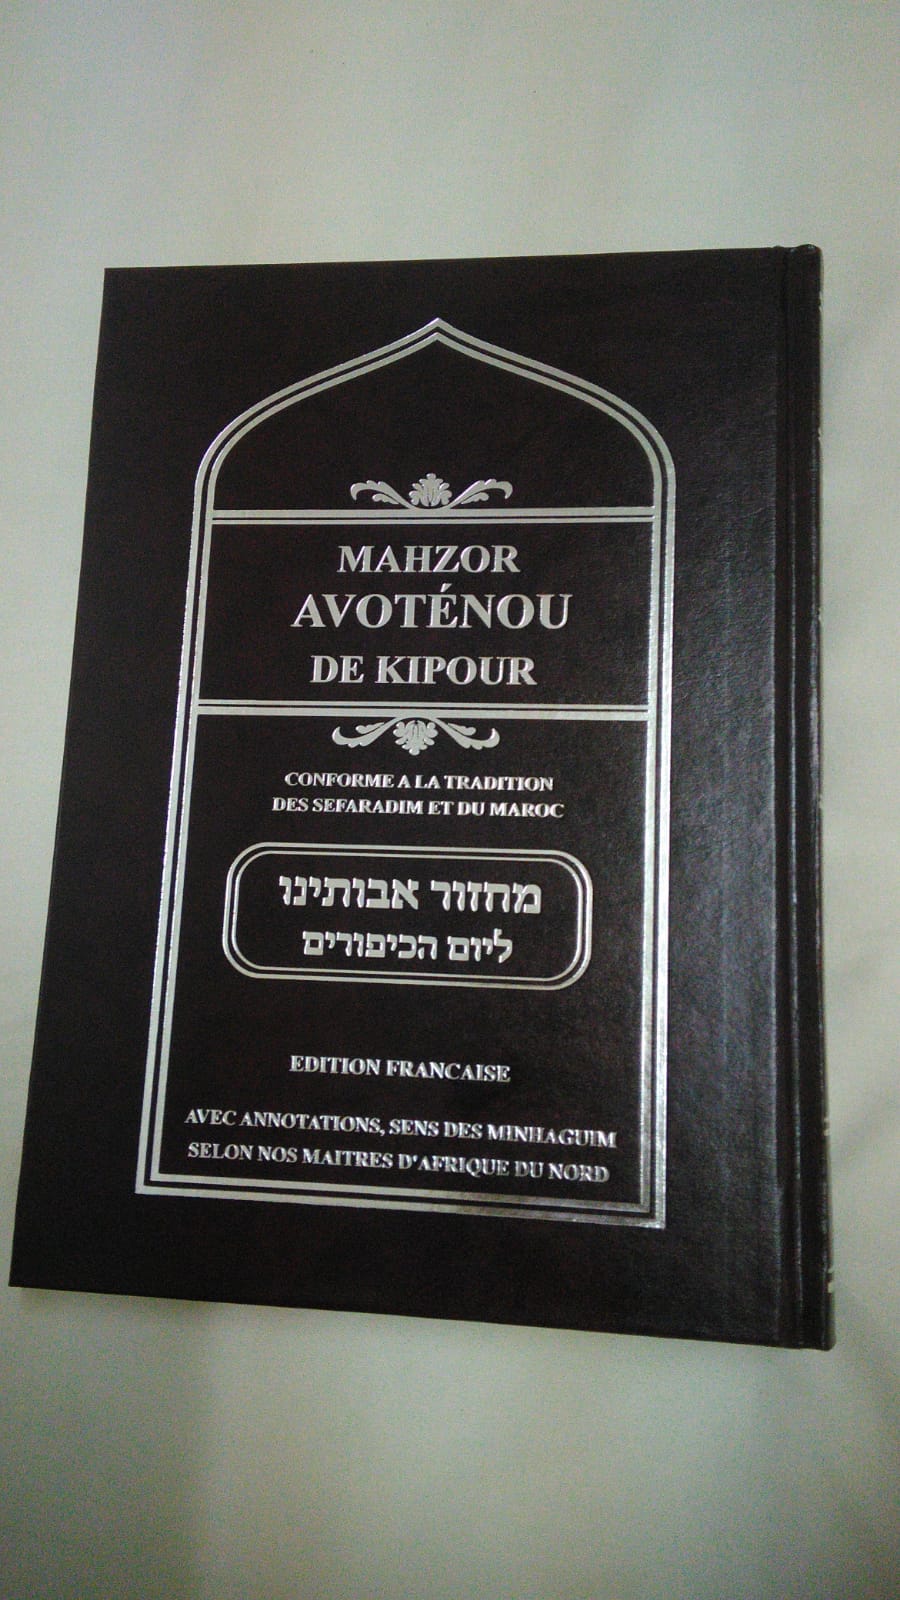 MAHZOR
AVOTÉNOU
DE KIPOUR
CONFORME A LA TRADITION
DES SEFARADIM ET DU MAROC
מחזור אבותינו
ליום הכיפורים
EDITION FRANCAISE
AVEC ANNOTATIONS, SENS DES MINHAGUIM
SELON NOS MAITRES D'AFRIQUE DU NORD